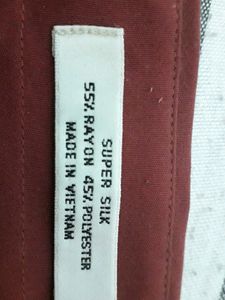 SUPER SILK
55% RAYON 45% POLYESTER
MADE IN VIETNAM